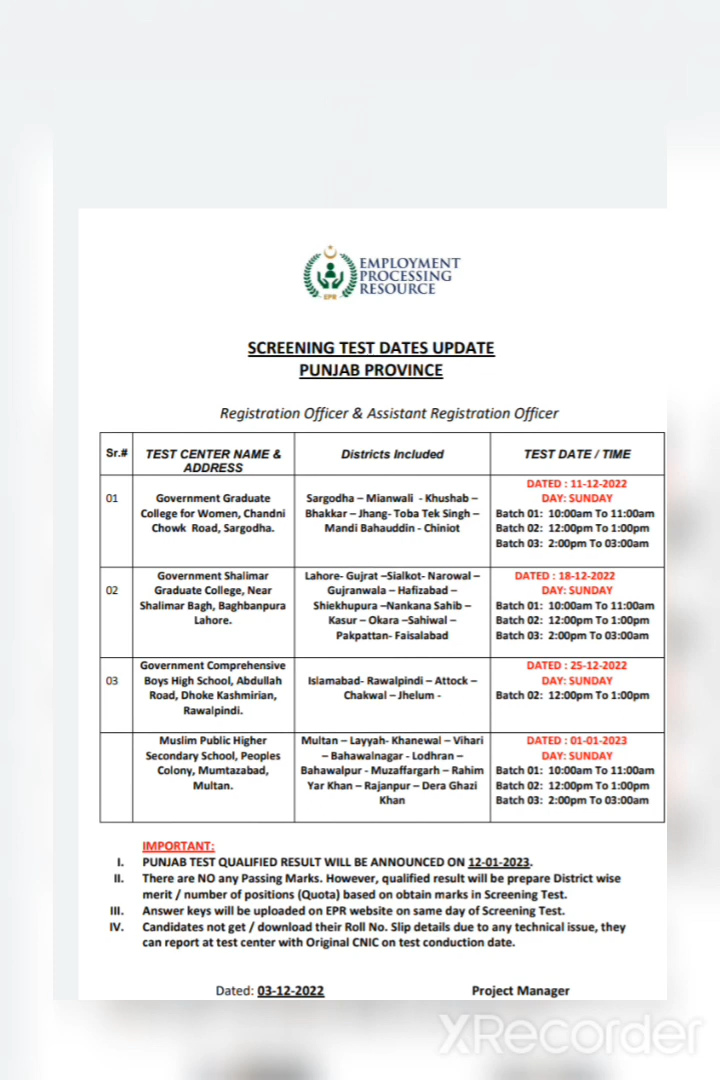 EMPLOYMENT
PROCESSING
RESOURCE
EPR
SCREENING TEST DATES UPDATE
PUNJAB PROVINCE
Registration Officer & Assistant Registration Officer
Sr.# TEST CENTER NAME & ADDRESS Districts Included TEST DATE / TIME
01
Government Graduate
College for Women, Chandni
Chowk Road, Sargodha.
Sargodha – Mianwali - Khushab –
Bhakkar – Jhang- Toba Tek Singh –
Mandi Bahauddin - Chiniot
DATED : 11-12-2022
DAY: SUNDAY
Batch 01: 10:00am To 11:00am
Batch 02: 12:00pm To 1:00pm
Batch 03: 2:00pm To 03:00am
02
Government Shalimar
Graduate College, Near
Shalimar Bagh, Baghbanpura
Lahore.
Lahore- Gujrat –Sialkot- Narowal –
Gujranwala – Hafizabad –
Shiekhupura –Nankana Sahib –
Kasur – Okara –Sahiwal –
Pakpattan- Faisalabad
DATED : 18-12-2022
DAY: SUNDAY
Batch 01: 10:00am To 11:00am
Batch 02: 12:00pm To 1:00pm
Batch 03: 2:00pm To 03:00am
03
Government Comprehensive
Boys High School, Abdullah
Road, Dhoke Kashmirian,
Rawalpindi.
Islamabad- Rawalpindi – Attock –
Chakwal – Jhelum -
DATED : 25-12-2022
DAY: SUNDAY
Batch 02: 12:00pm To 1:00pm
Muslim Public Higher
Secondary School, Peoples
Colony, Mumtazabad,
Multan.
Multan – Layyah- Khanewal – Vihari
– Bahawalnagar - Lodhran –
Bahawalpur - Muzaffargarh – Rahim
Yar Khan – Rajanpur – Dera Ghazi
Khan
DATED : 01-01-2023
DAY: SUNDAY
Batch 01: 10:00am To 11:00am
Batch 02: 12:00pm To 1:00pm
Batch 03: 2:00pm To 03:00am
IMPORTANT:
I. PUNJAB TEST QUALIFIED RESULT WILL BE ANNOUNCED ON 12-01-2023.
II. There are NO any Passing Marks. However, qualified result will be prepare District wise
merit / number of positions (Quota) based on obtain marks in Screening Test.
III. Answer keys will be uploaded on EPR website on same day of Screening Test.
IV. Candidates not get / download their Roll No. Slip details due to any technical issue, they
can report at test center with Original CNIC on test conduction date.
Dated: 03-12-2022 Project Manager
XRecorder